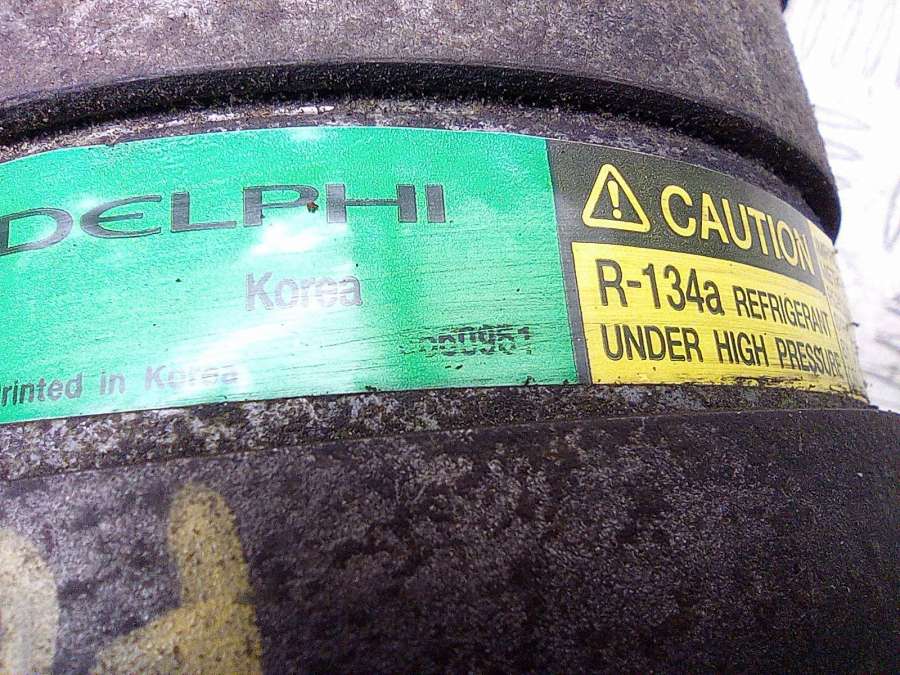 DELPHI
Korea
Printed in Korea
CAUTION
R-134a REFRIGERANT
UNDER HIGH PRESSURE